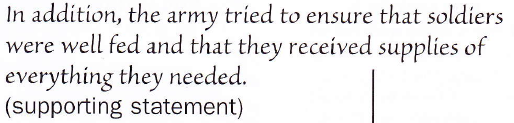 In addition, the army tried to ensure that soldiers
were well fed and that they received supplies of
everything they needed.
(supporting statement)